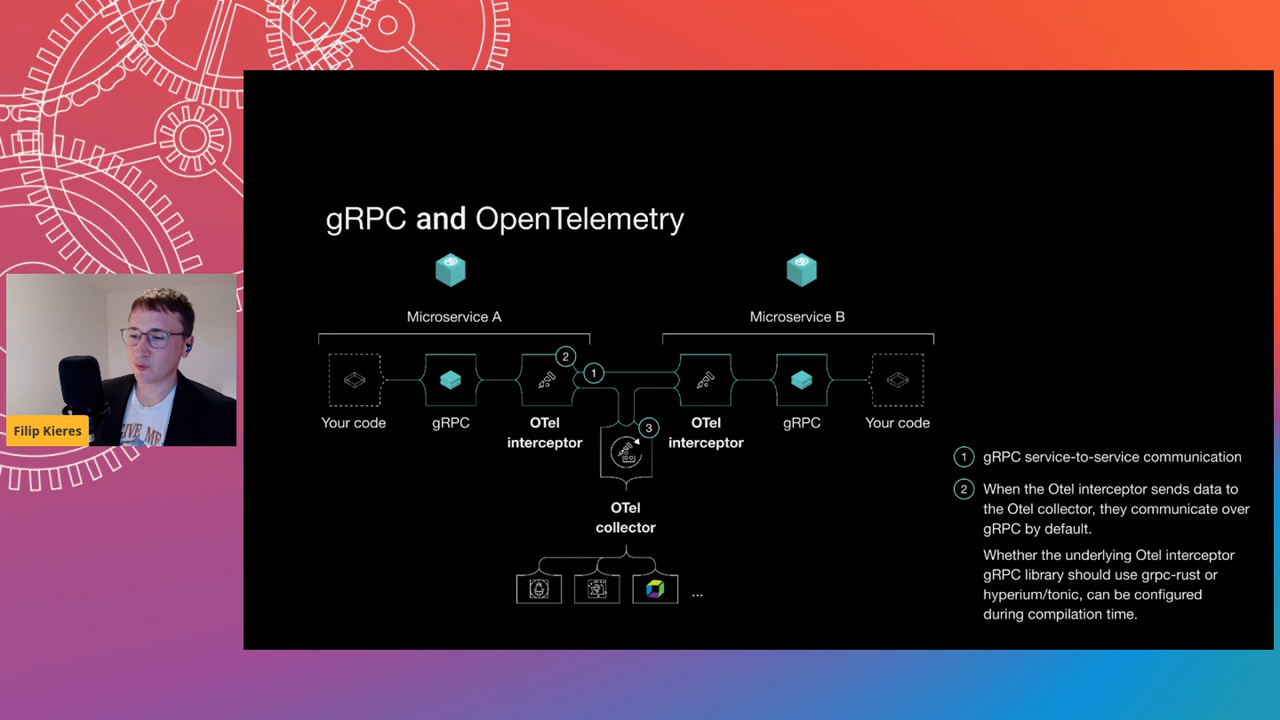 gRPC and OpenTelemetry
Microservice A
Microservice B
2
1
3
Your code
gRPC
OTel
interceptor
OTel
interceptor
gRPC
Your code
OTel
collector
...
1 gRPC service-to-service communication
2 When the Otel interceptor sends data to
the Otel collector, they communicate over
gRPC by default.
Whether the underlying Otel interceptor
gRPC library should use grpc-rust or
hyperium/tonic, can be configured
during compilation time.
GIVE ME
Filip Kieres